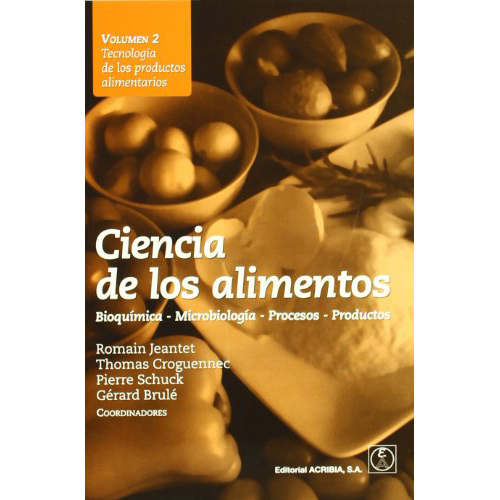 VOLUMEN 2
Tecnología
de los productos
alimentarios
Ciencia
de los alimentos
Bioquímica - Microbiología - Procesos - Productos
Romain Jeantet
Thomas Croguennec
Pierre Schuck
Gérard Brulé
COORDINADORES
Editorial ACRIBIA, S.A.